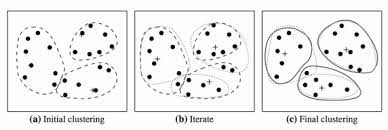 (a) Initial clustering
(b) Iterate
(c) Final clustering